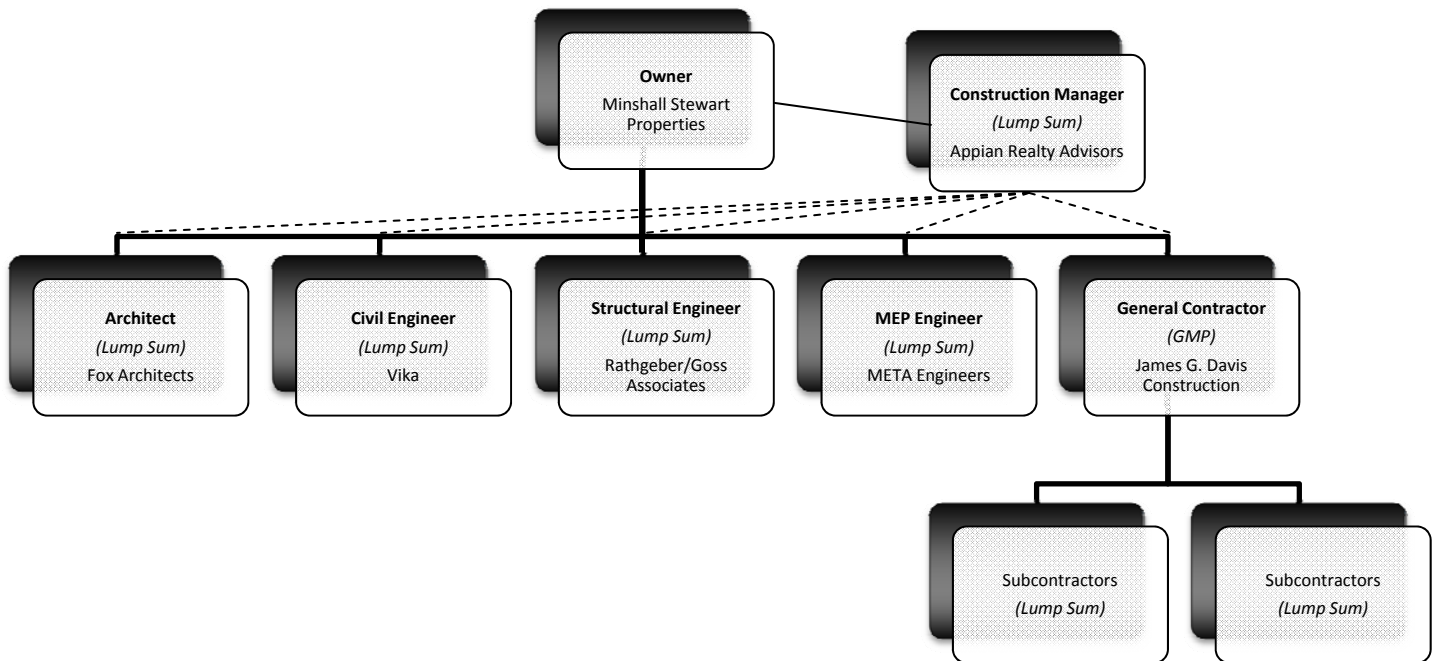 Owner
Minshall Stewart
Properties
Construction Manager
(Lump Sum)
Appian Realty Advisors
Architect
(Lump Sum)
Fox Architects
Civil Engineer
(Lump Sum)
Vika
Structural Engineer
(Lump Sum)
Rathgeber/Goss
Associates
MEP Engineer
(Lump Sum)
META Engineers
General Contractor
(GMP)
James G. Davis
Construction
Subcontractors
(Lump Sum)
Subcontractors
(Lump Sum)